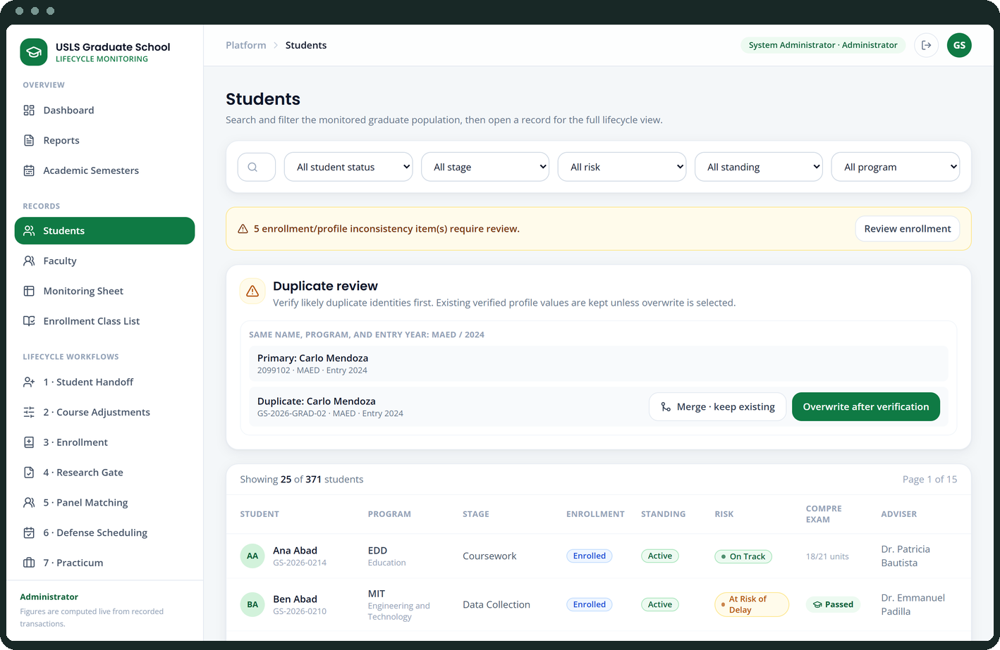 USLS Graduate School
LIFECYCLE MONITORING
OVERVIEW
Dashboard
Reports
Academic Semesters
RECORDS
Students
Faculty
Monitoring Sheet
Enrollment Class List
LIFECYCLE WORKFLOWS
1 · Student Handoff
2 · Course Adjustments
3 · Enrollment
4 · Research Gate
5 · Panel Matching
6 · Defense Scheduling
7 · Practicum
Administrator
Figures are computed live from recorded
transactions.
Platform > Students
System Administrator · Administrator
GS
Students
Search and filter the monitored graduate population, then open a record for the full lifecycle view.
All student status
All stage
All risk
All standing
All program
5 enrollment/profile inconsistency item(s) require review.
Review enrollment
Duplicate review
Verify likely duplicate identities first. Existing verified profile values are kept unless overwrite is selected.
SAME NAME, PROGRAM, AND ENTRY YEAR: MAED / 2024
Primary: Carlo Mendoza
2099102 · MAED · Entry 2024
Duplicate: Carlo Mendoza
GS-2026-GRAD-02 · MAED · Entry 2024
Merge · keep existing
Overwrite after verification
Showing 25 of 371 students
Page 1 of 15
STUDENT
PROGRAM
STAGE
ENROLLMENT
STANDING
RISK
COMPRE
EXAM
ADVISER
AA
Ana Abad
GS-2026-0214
EDD
Education
Coursework
Enrolled
Active
On Track
18/21 units
Dr. Patricia
Bautista
BA
Ben Abad
GS-2026-0210
MIT
Engineering and
Technology
Data Collection
Enrolled
Active
At Risk of
Delay
Passed
Dr. Emmanuel
Padilla